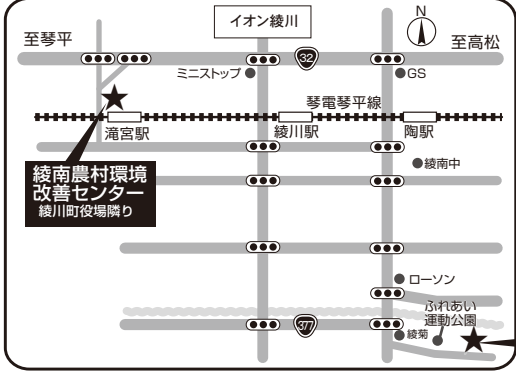 イオン綾川
N
至琴平
32
至高松
ミニストップ
GS
琴電琴平線
滝宮駅
綾川駅
陶駅
綾南農村環境
改善センター
綾川町役場隣り
綾南中
ローソン
ふれあい
運動公園
377
綾菊